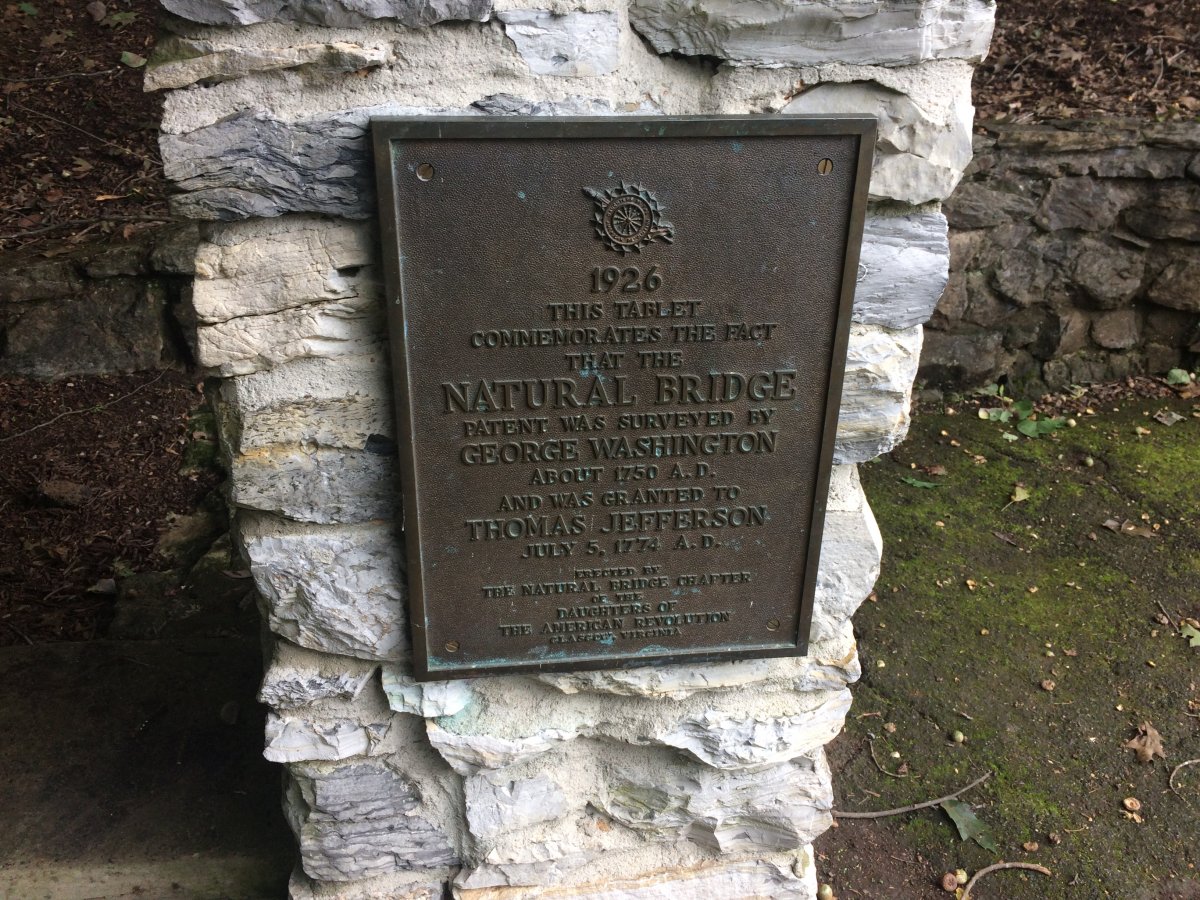 1926
THIS TABLET
COMMEMORATES THE FACT
THAT THE
NATURAL BRIDGE
PATENT WAS SURVEYED BY
GEORGE WASHINGTON
ABOUT 1750 A.D.
AND WAS GRANTED TO
THOMAS JEFFERSON
JULY 5, 1774 A.D.
ERECTED BY
THE NATURAL BRIDGE CHAPTER
OF THE
DAUGHTERS OF
THE AMERICAN REVOLUTION
GLASGOW, VIRGINIA